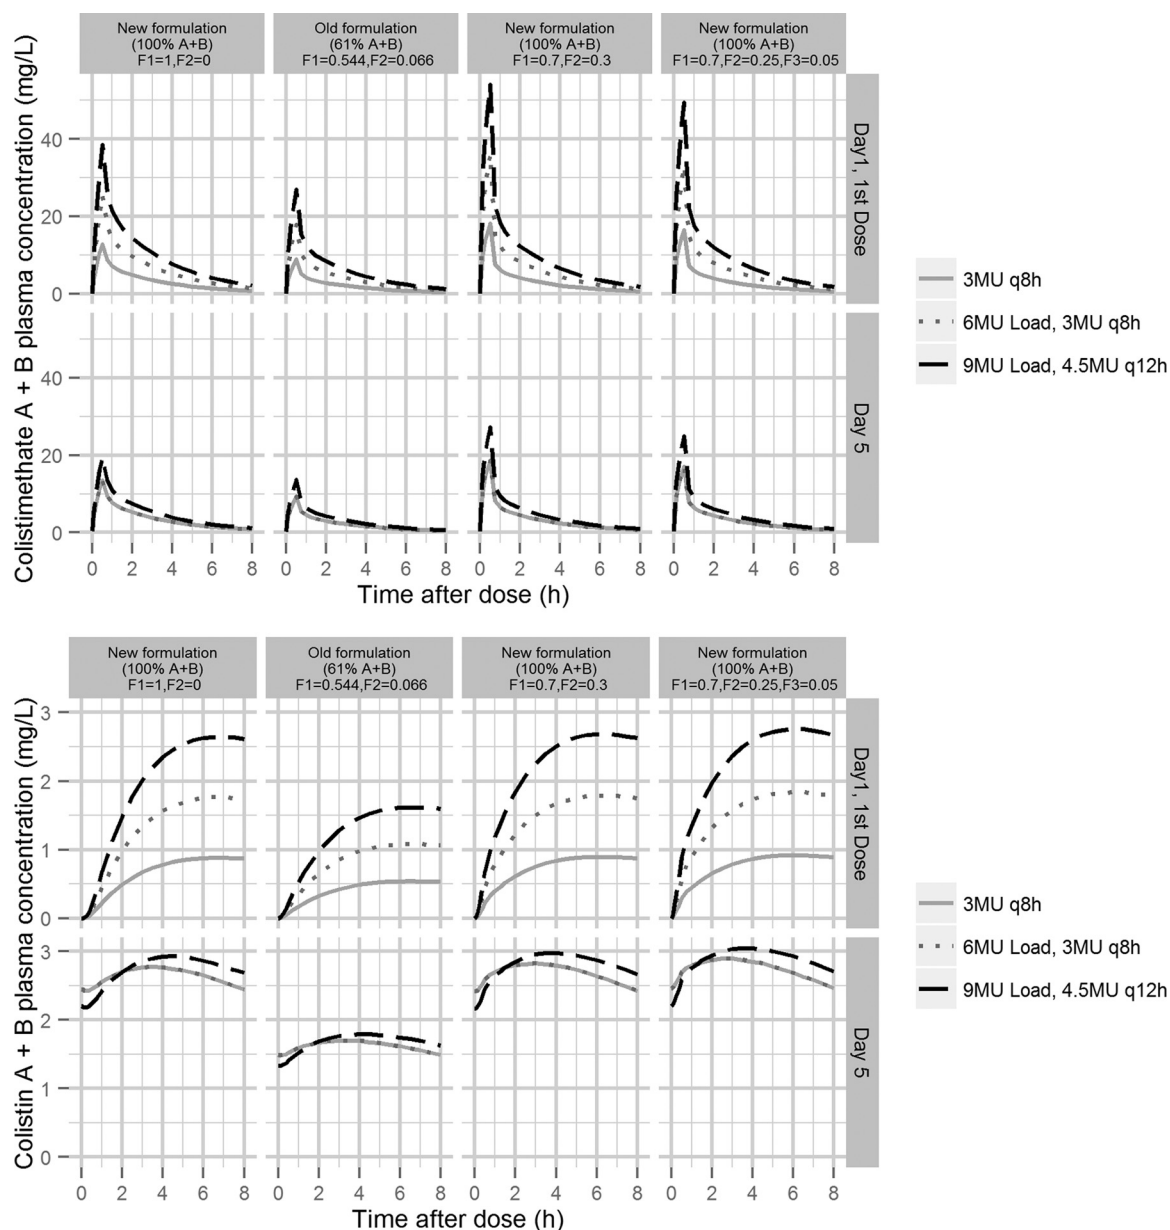 Colistimethate A + B plasma concentration (mg/L)
New formulation
(100% A+B)
F1=1,F2=0
Old formulation
(61% A+B)
F1=0.544,F2=0.066
New formulation
(100% A+B)
F1=0.7,F2=0.3
New formulation
(100% A+B)
F1=0.7,F2=0.25,F3=0.05
40
20
0
Day1, 1st Dose
40
20
0
Day 5
0 2 4 6 8 0 2 4 6 8 0 2 4 6 8 0 2 4 6 8
Time after dose (h)
3MU q8h
6MU Load, 3MU q8h
9MU Load, 4.5MU q12h
Colistin A + B plasma concentration (mg/L)
New formulation
(100% A+B)
F1=1,F2=0
Old formulation
(61% A+B)
F1=0.544,F2=0.066
New formulation
(100% A+B)
F1=0.7,F2=0.3
New formulation
(100% A+B)
F1=0.7,F2=0.25,F3=0.05
3
2
1
0
Day1, 1st Dose
3
2
1
0
Day 5
0 2 4 6 8 0 2 4 6 8 0 2 4 6 8 0 2 4 6 8
Time after dose (h)
3MU q8h
6MU Load, 3MU q8h
9MU Load, 4.5MU q12h